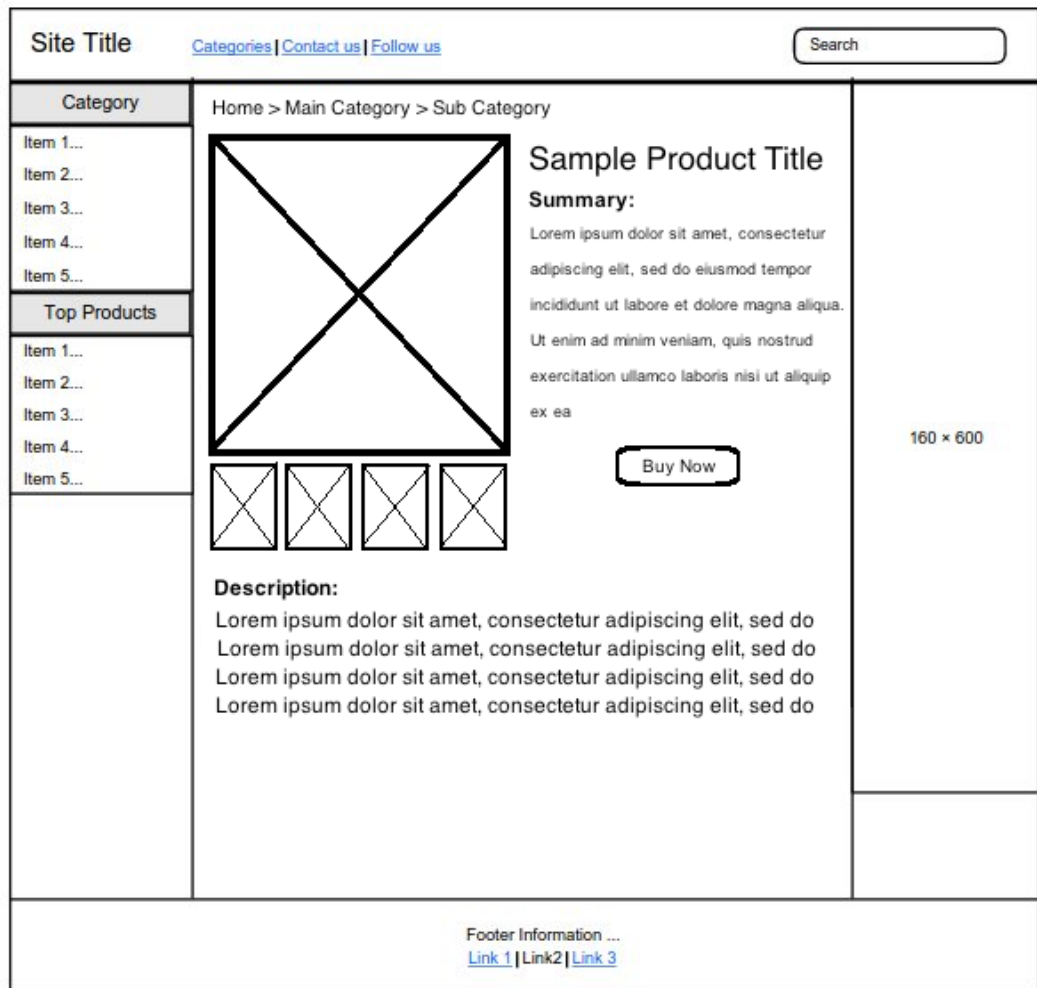 Site Title
Categories|Contact us|Follow us
Search
Category
Item 1...
Item 2...
Item 3...
Item 4...
Item 5...
Top Products
Item 1...
Item 2...
Item 3...
Item 4...
Item 5...
Home > Main Category > Sub Category
Sample Product Title
Summary:
Lorem ipsum dolor sit amet, consectetur
adipiscing elit, sed do eiusmod tempor
incididunt ut labore et dolore magna aliqua.
Ut enim ad minim veniam, quis nostrud
exercitation ullamco laboris nisi ut aliquip
ex ea
Buy Now
Description:
Lorem ipsum dolor sit amet, consectetur adipiscing elit, sed do
Lorem ipsum dolor sit amet, consectetur adipiscing elit, sed do
Lorem ipsum dolor sit amet, consectetur adipiscing elit, sed do
Lorem ipsum dolor sit amet, consectetur adipiscing elit, sed do
160 × 600
Footer Information ...
Link 1|Link2|Link 3